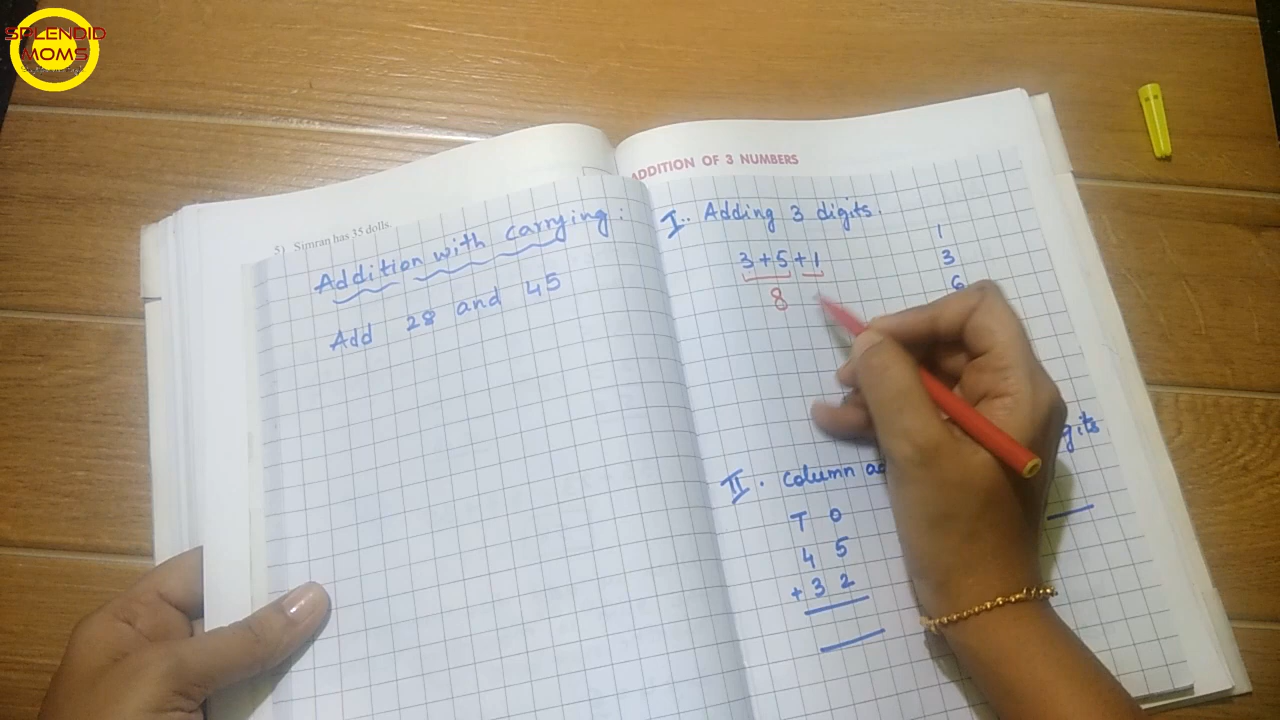 SPLENDID
MOMS
5) Simran has 35 dolls.
Addition with carrying:
Add 28 and 45
ADDITION OF 3 NUMBERS
I. Adding 3 digits.
3+5+1
8
1
3
6
II. Column
gits
T O
4 5
+ 3 2